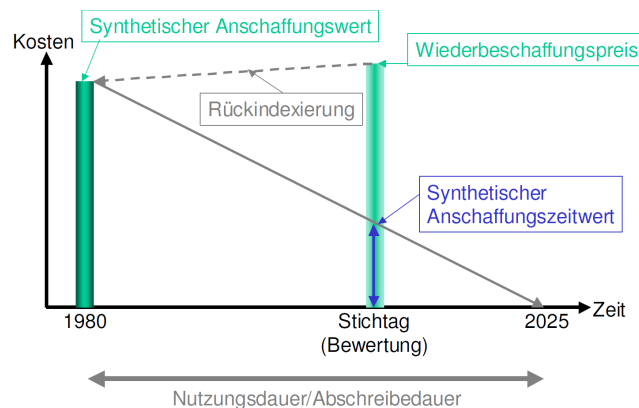 Synthetischer Anschaffungswert
Kosten
Wiederbeschaffungspreis
Rückindexierung
Synthetischer
Anschaffungszeitwert
Zeit
1980
Stichtag
(Bewertung)
2025
Nutzungsdauer/Abschreibedauer